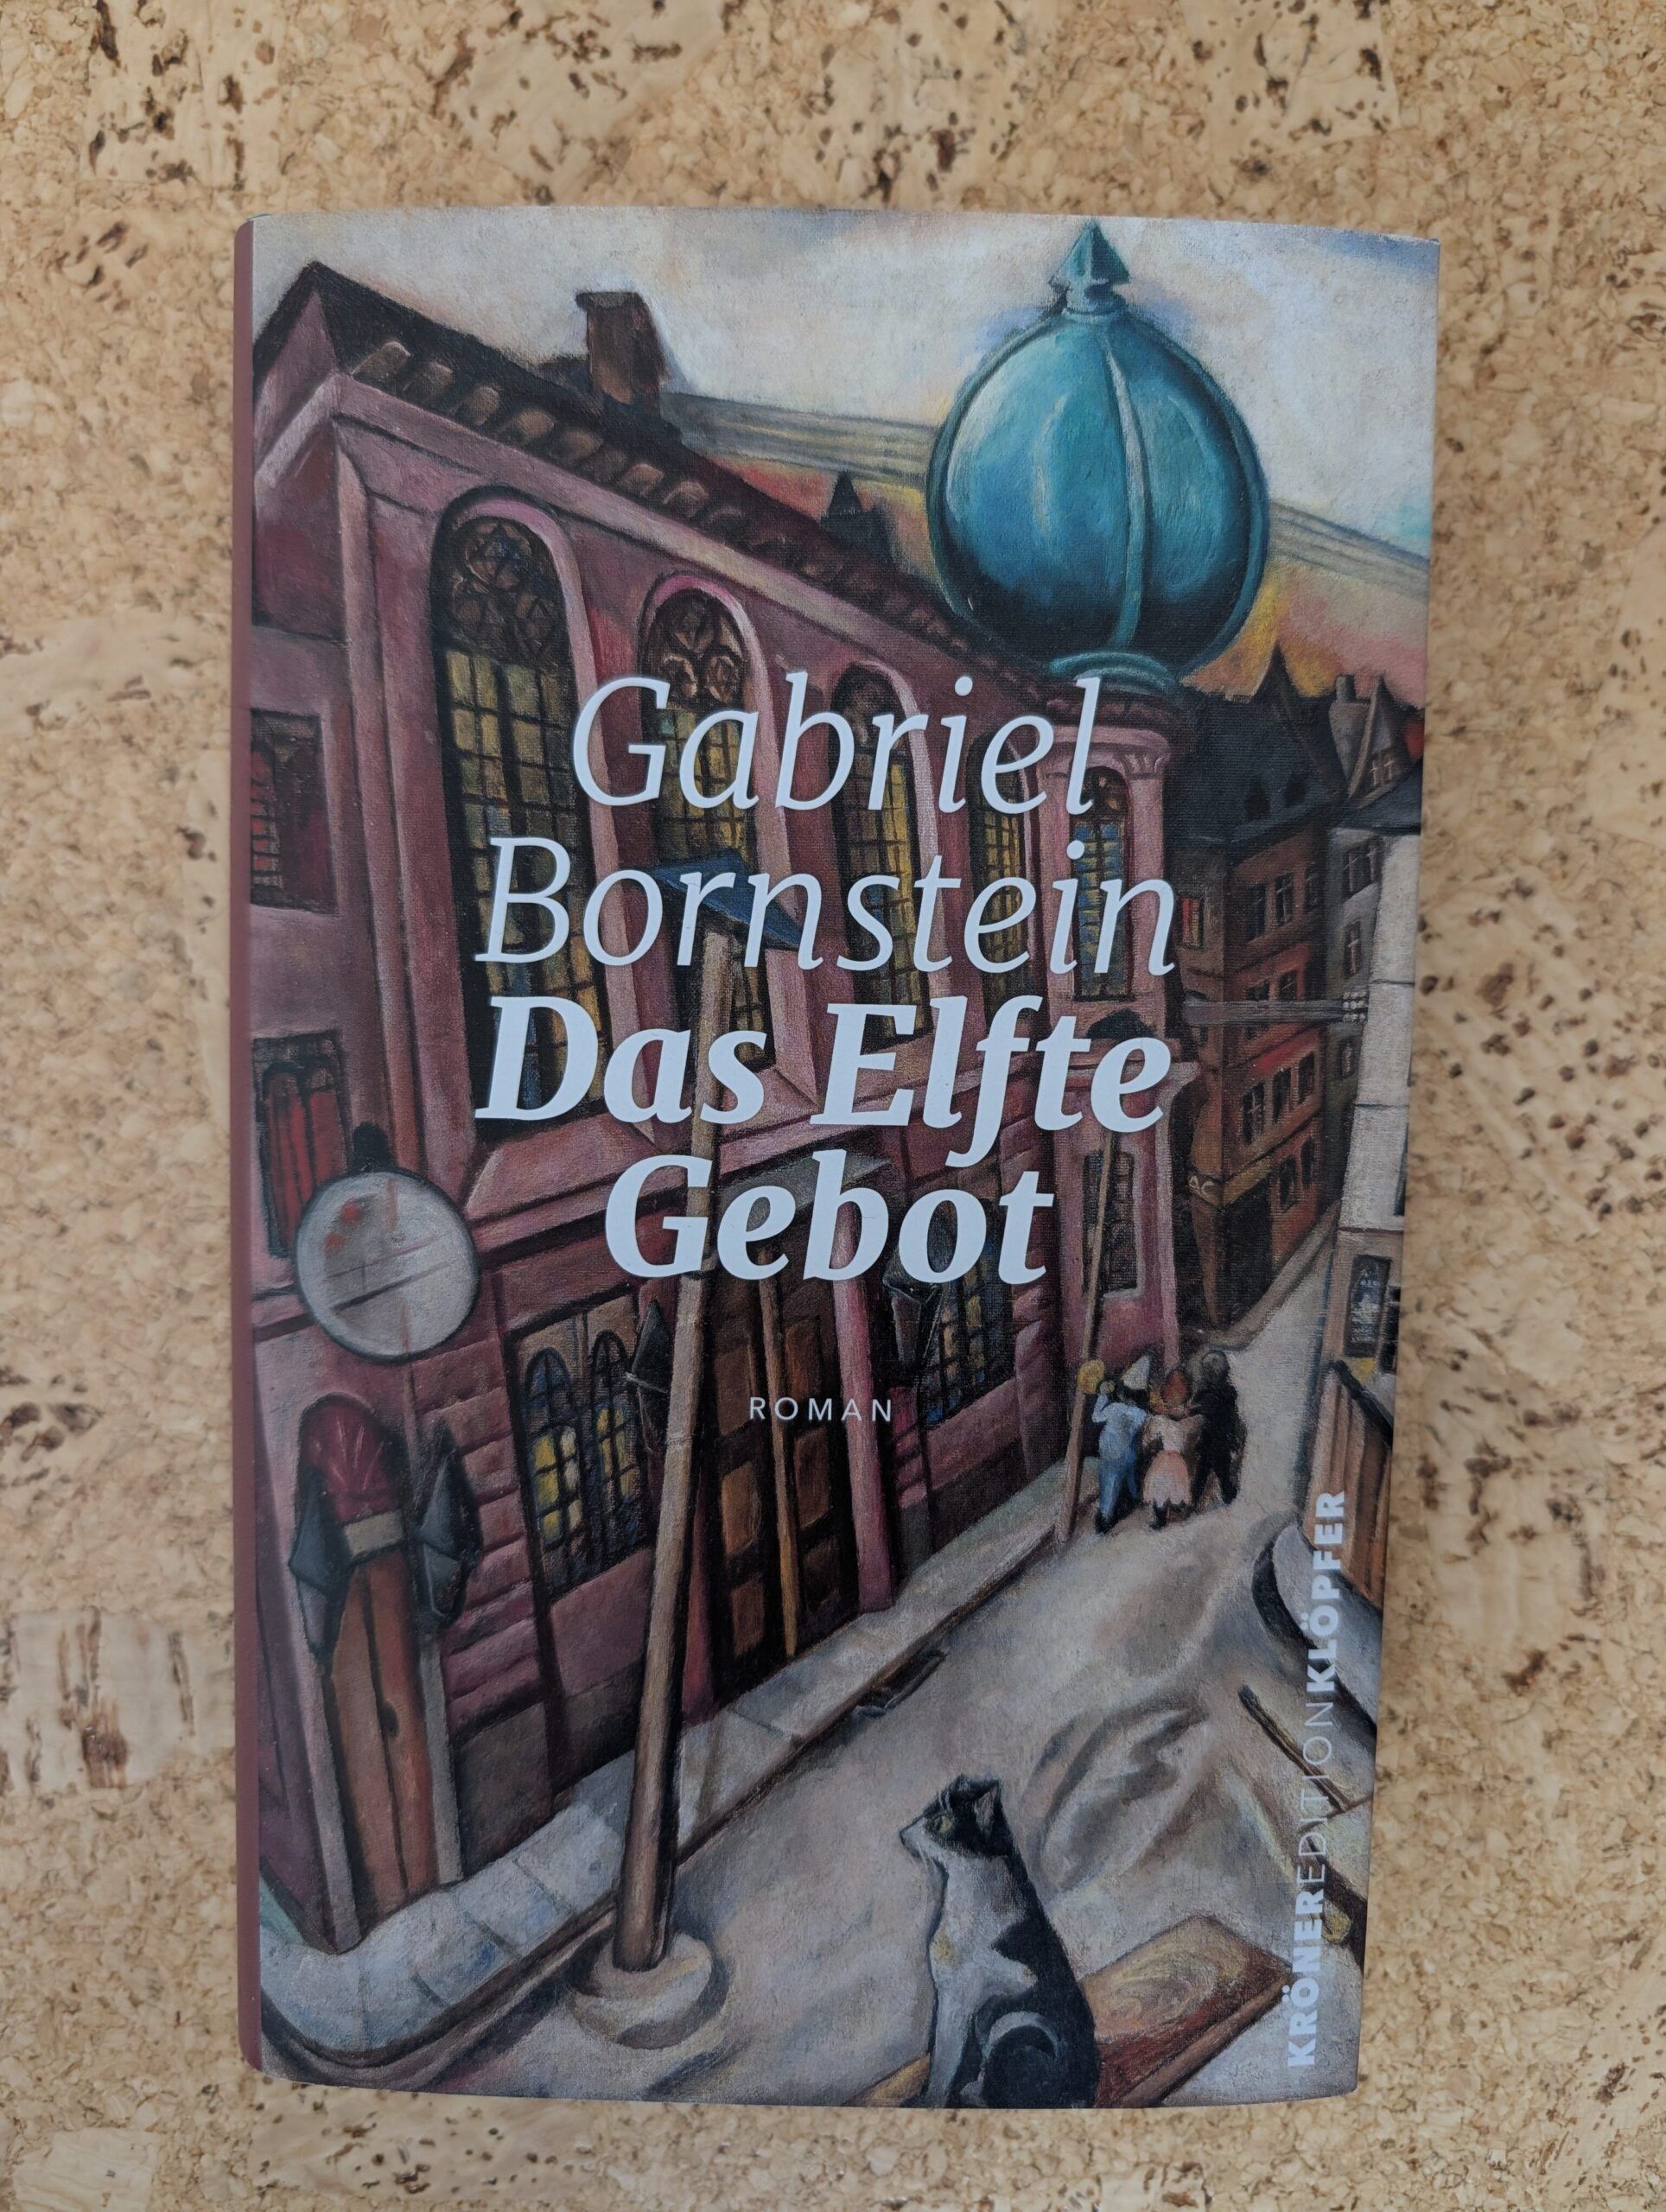 Gabriel
Bornstein
Das Elfte
Gebot
ROMAN
KRÖNEREDITIONKLÖPFER